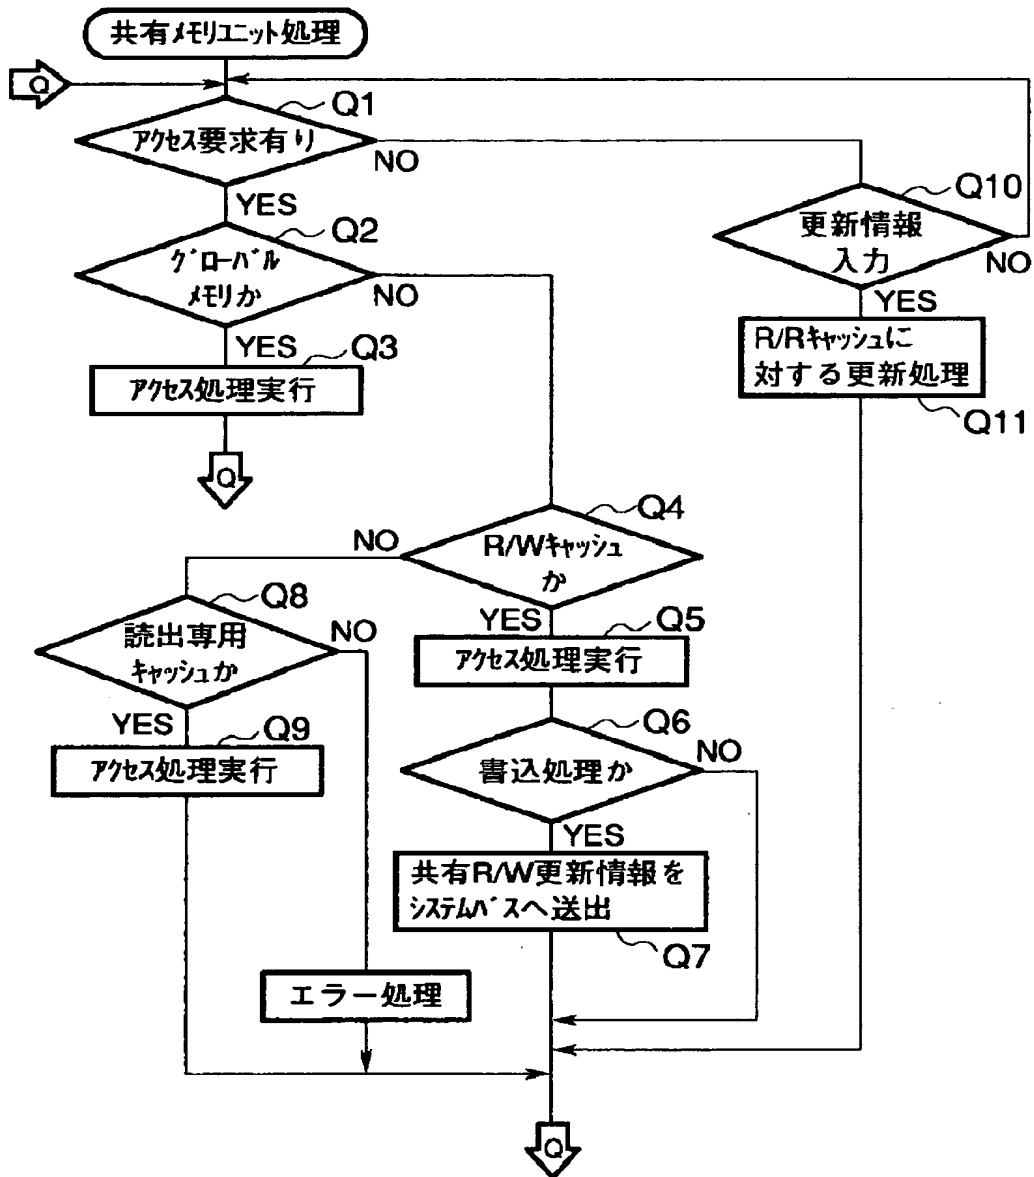 共有メモリユニット処理
Q
Q1
アクセス要求有り
NO
YES
Q10
更新情報
入力
NO
YES
Q2
グローバル
メモリか
NO
YES
Q3
アクセス処理実行
Q
R/Rキャッシュに
対する更新処理
Q11
Q4
R/Wキャッシュ
か
NO
YES
Q8
読出専用
キャッシュか
NO
YES
Q5
アクセス処理実行
Q9
アクセス処理実行
Q6
書込処理か
NO
YES
共有R/W更新情報を
システムバスへ送出
Q7
エラー処理
Q